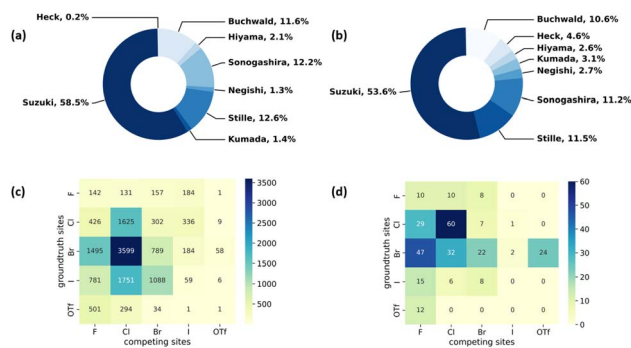 (a)
Heck, 0.2%
Buchwald, 11.6%
Hiyama, 2.1%
Sonogashira, 12.2%
Negishi, 1.3%
Stille, 12.6%
Kumada, 1.4%
Suzuki, 58.5%
(b)
Buchwald, 10.6%
Heck, 4.6%
Hiyama, 2.6%
Kumada, 3.1%
Negishi, 2.7%
Sonogashira, 11.2%
Stille, 11.5%
Suzuki, 53.6%
(c)
groundtruth sites
F 142 131 157 184 1
Cl 426 1625 302 336 9
Br 1495 3599 789 184 58
I 781 1751 1088 59 6
OTf 501 294 34 1 1
F Cl Br I OTf
competing sites
3500
3000
2500
2000
1500
1000
500
(d)
groundtruth sites
F 10 10 8 0 0
Cl 29 60 7 1 0
Br 47 32 22 2 24
I 15 6 8 0 0
OTf 12 0 0 0 0
F Cl Br I OTf
competing sites
60
50
40
30
20
10
0